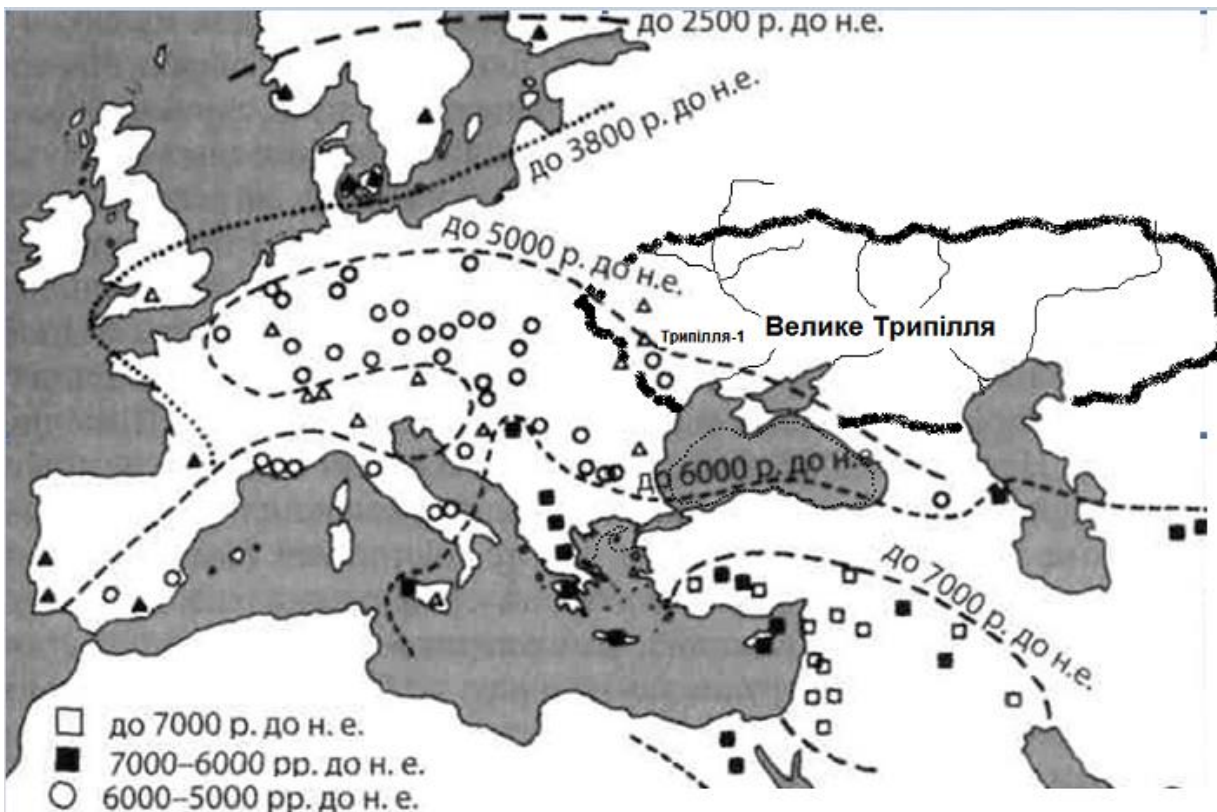 до 2500 р. до н.е.
до 3800 р. до н.е.
до 5000 р. до н.е.
Трипілля-1
Велике Трипілля
до 6000 р. до н.е
до 7000 р. до н.е.
до 7000 р. до н. е.
7000–6000 рр. до н. е.
6000–5000 рр. до н. е.